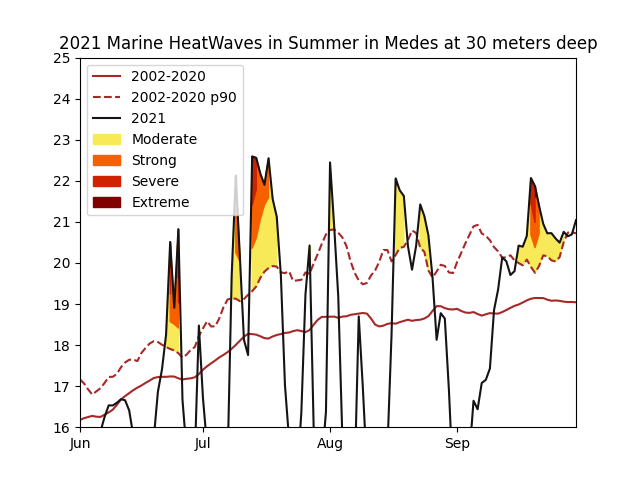 2021 Marine HeatWaves in Summer in Medes at 30 meters deep
25
24
23
22
21
20
19
18
17
16
2002-2020
2002-2020 p90
2021
Moderate
Strong
Severe
Extreme
Jun
Jul
Aug
Sep